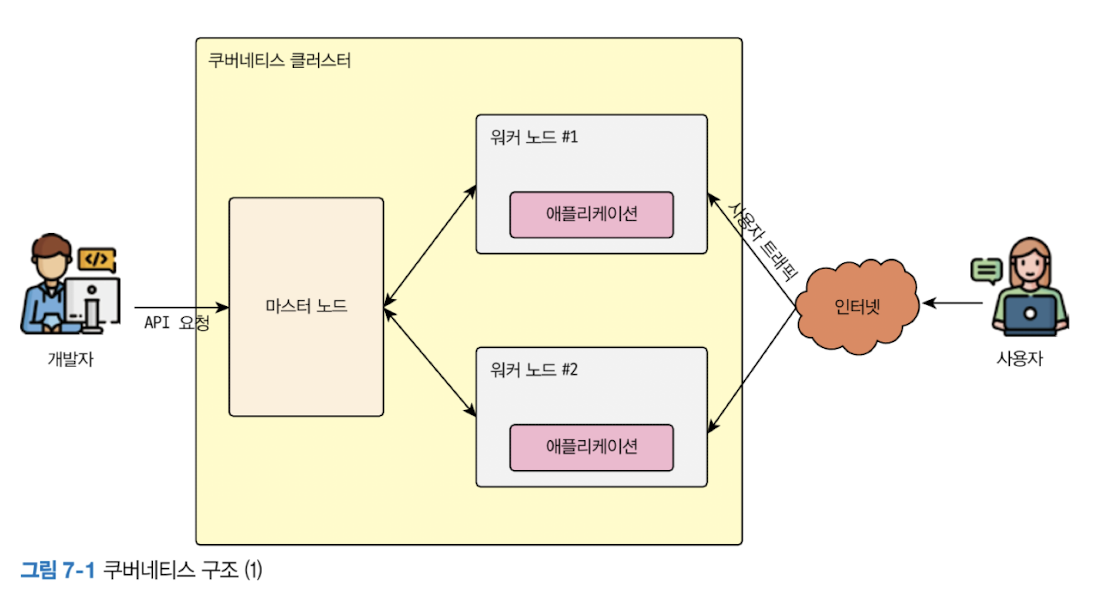 쿠버네티스 클러스터
워커 노드 #1
애플리케이션
사용자 트래픽
</>
마스터 노드
인터넷
API 요청
개발자
사용자
워커 노드 #2
애플리케이션
그림 7-1 쿠버네티스 구조 (1)